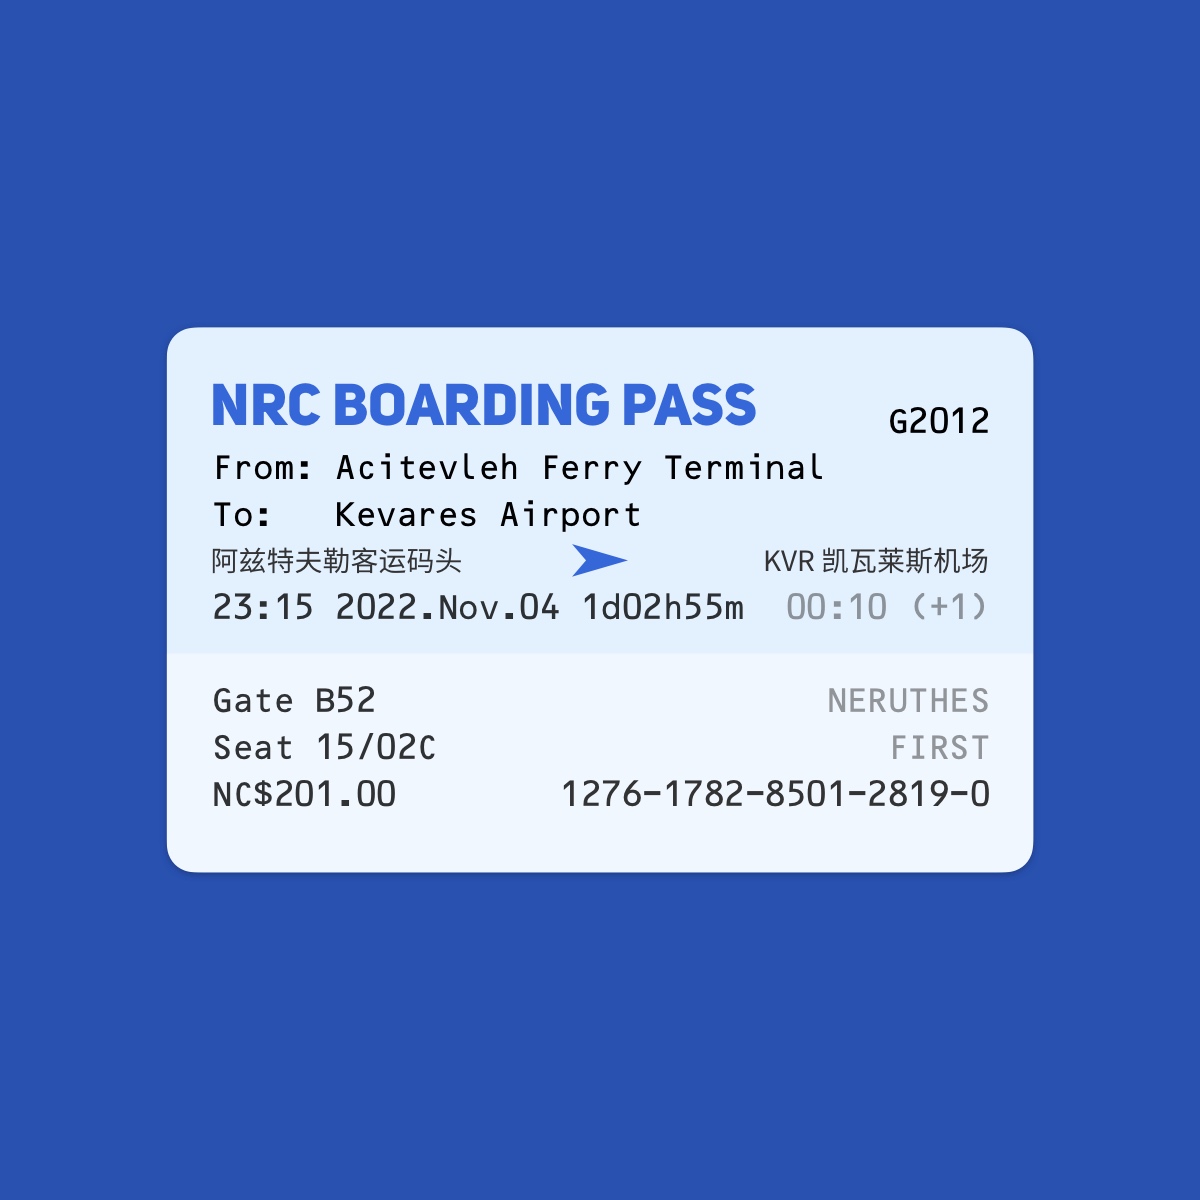 NRC BOARDING PASS
G2012
From: Acitevleh Ferry Terminal
To: Kevares Airport
阿兹特夫勒客运码头 KVR 凯瓦莱斯机场
23:15 2022.Nov.04 1d02h55m 00:10 (+1)
Gate B52 NERUTHES
Seat 15/02C FIRST
NC$201.00 1276-1782-8501-2819-0